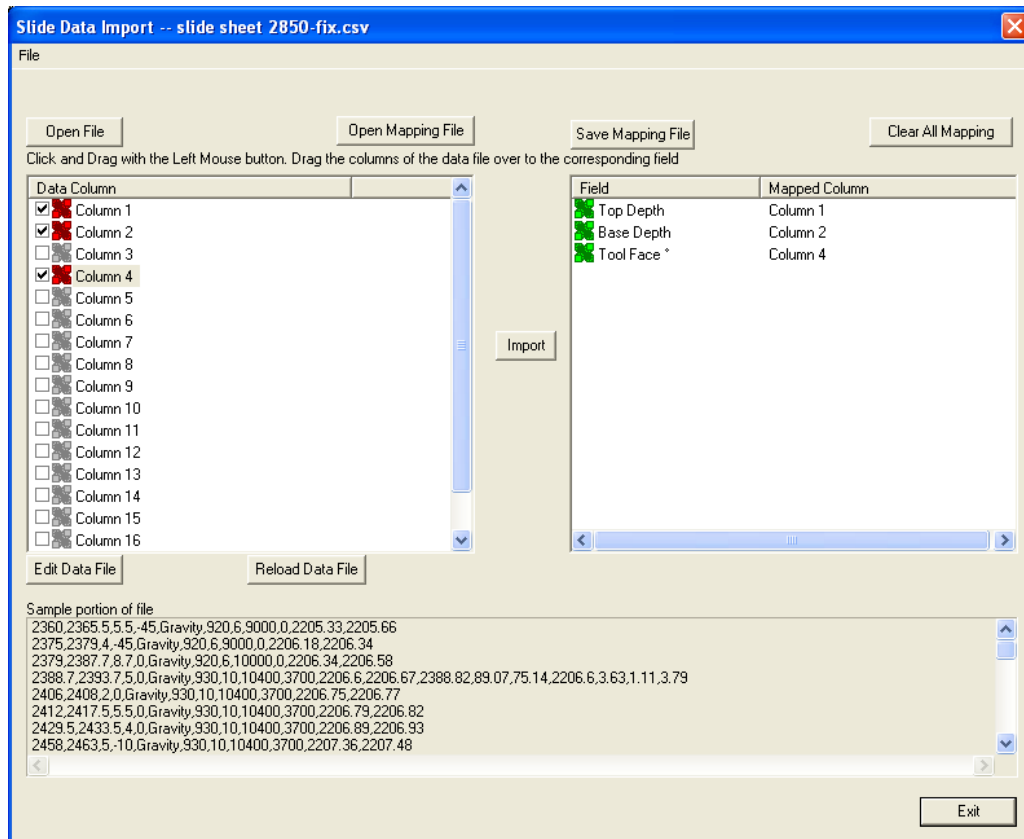 Slide Data Import -- slide sheet 2850-fix.csv
File
Open File Open Mapping File Save Mapping File Clear All Mapping
Click and Drag with the Left Mouse button. Drag the columns of the data file over to the corresponding field
Data Column Field Mapped Column
Column 1 Top Depth Column 1
Column 2 Base Depth Column 2
Column 3 Tool Face ° Column 4
Column 4
Column 5
Column 6
Column 7
Import
Column 8
Column 9
Column 10
Column 11
Column 12
Column 13
Column 14
Column 15
Column 16
Edit Data File Reload Data File
Sample portion of file
2360,2365.5,5.5,-45,Gravity,920,6,9000,0,2205.33,2205.66
2375,2379,4,-45,Gravity,920,6,9000,0,2206.18,2206.34
2379,2387.7,8.7,0,Gravity,920,6,10000,0,2206.34,2206.58
2388.7,2393.7,5,0,Gravity,930,10,10400,3700,2206.6,2206.67,2388.82,89.07,75.14,2206.6,3.63,1.11,3.79
2406,2408,2,0,Gravity,930,10,10400,3700,2206.75,2206.77
2412,2417.5,5.5,0,Gravity,930,10,10400,3700,2206.79,2206.82
2429.5,2433.5,4,0,Gravity,930,10,10400,3700,2206.89,2206.93
2458,2463,5,-10,Gravity,930,10,10400,3700,2207.36,2207.48
Exit